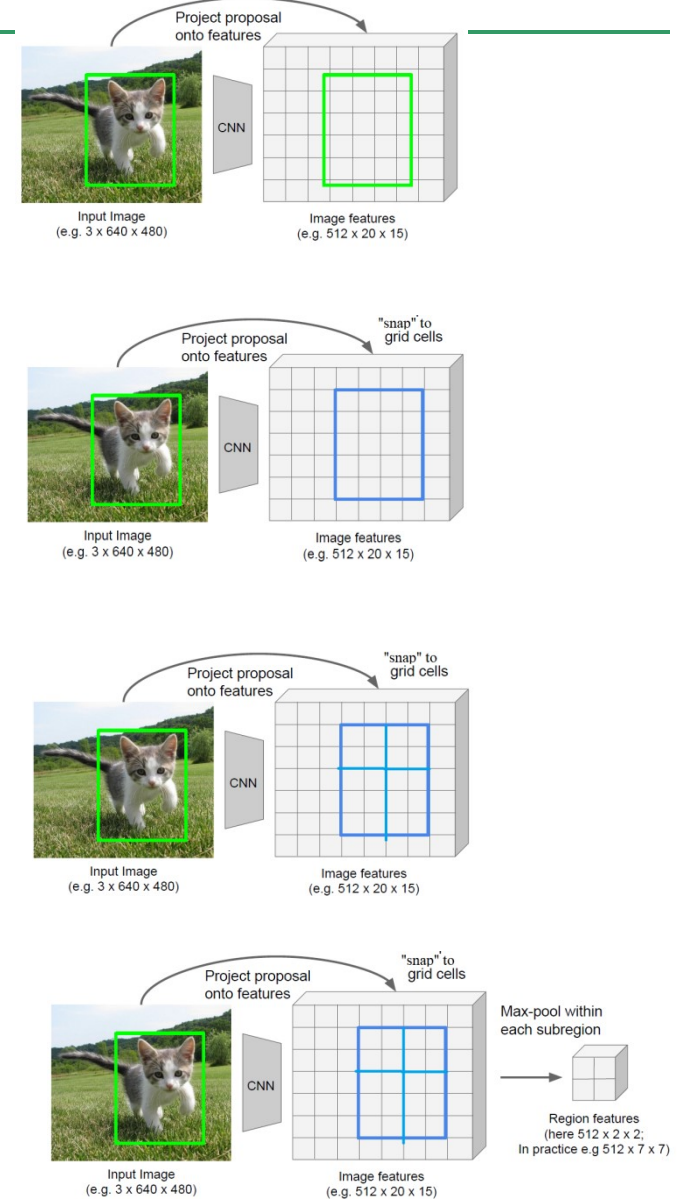 Project proposal
onto features
CNN
Input Image
(e.g. 3 x 640 x 480)
Image features
(e.g. 512 x 20 x 15)
"snap" to
grid cells
Project proposal
onto features
CNN
Input Image
(e.g. 3 x 640 x 480)
Image features
(e.g. 512 x 20 x 15)
"snap" to
grid cells
Project proposal
onto features
CNN
Input Image
(e.g. 3 x 640 x 480)
Image features
(e.g. 512 x 20 x 15)
"snap" to
grid cells
Project proposal
onto features
CNN
Max-pool within
each subregion
Region features
(here 512 x 2 x 2;
In practice e.g 512 x 7 x 7)
Input Image
(e.g. 3 x 640 x 480)
Image features
(e.g. 512 x 20 x 15)